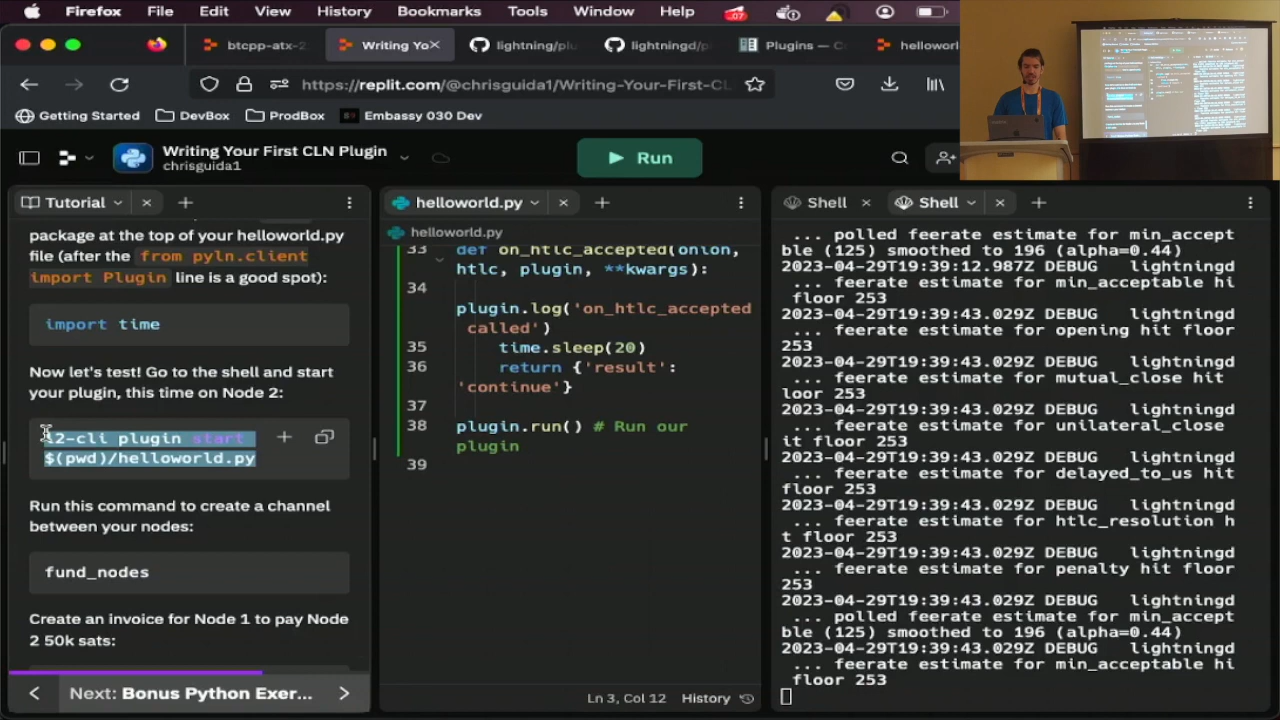 Firefox File Edit View History Bookmarks Tools Window Help
btcpp-atx-2
Writing Yo
lightning/plu
lightningd/p
Plugins — C
helloworld
https://replit.com/@chrisguida1/Writing-Your-First-CL
Getting Started DevBox ProdBox Embassy 030 Dev
Writing Your First CLN Plugin
chrisguida1
Run
Tutorial
package at the top of your helloworld.py
file (after the from pyln.client
import Plugin line is a good spot):
import time
Now let's test! Go to the shell and start
your plugin, this time on Node 2:
l2-cli plugin start
$(pwd)/helloworld.py
Run this command to create a channel
between your nodes:
fund_nodes
Create an invoice for Node 1 to pay Node
2 50k sats:
Next: Bonus Python Exer...
helloworld.py
helloworld.py
33 def on_htlc_accepted(onion,
htlc, plugin, **kwargs):
34
plugin.log('on_htlc_accepted
called')
35 time.sleep(20)
36 return {'result':
'continue'}
37
38 plugin.run() # Run our
plugin
39
Ln 3, Col 12 History
Shell
Shell
... polled feerate estimate for min_accept
ble (125) smoothed to 196 (alpha=0.44)
2023-04-29T19:39:12.987Z DEBUG lightningd
... feerate estimate for min_acceptable hi
floor 253
2023-04-29T19:39:43.029Z DEBUG lightningd
... feerate estimate for opening hit floor
253
2023-04-29T19:39:43.029Z DEBUG lightningd
... feerate estimate for mutual_close hit
loor 253
2023-04-29T19:39:43.029Z DEBUG lightningd
... feerate estimate for unilateral_close
it floor 253
2023-04-29T19:39:43.029Z DEBUG lightningd
... feerate estimate for delayed_to_us hit
floor 253
2023-04-29T19:39:43.029Z DEBUG lightningd
... feerate estimate for htlc_resolution h
t floor 253
2023-04-29T19:39:43.029Z DEBUG lightningd
... feerate estimate for penalty hit floor
253
2023-04-29T19:39:43.029Z DEBUG lightningd
... polled feerate estimate for min_accept
ble (125) smoothed to 196 (alpha=0.44)
2023-04-29T19:39:43.029Z DEBUG lightningd
... feerate estimate for min_acceptable hi
floor 253